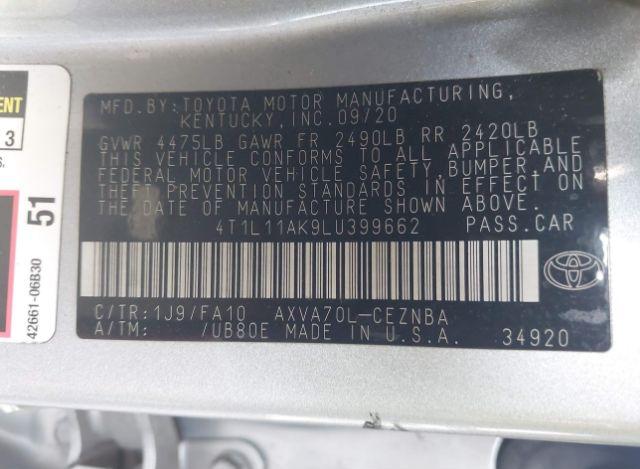 ENT
3
S.
51
42661-06B30
MFD.BY:TOYOTA MOTOR MANUFACTURING,
KENTUCKY,INC.09/20
GVWR 4475LB GAWR FR 2490LB RR 2420LB
THIS VEHICLE CONFORMS TO ALL APPLICABLE
FEDERAL MOTOR VEHICLE SAFETY,BUMPER,AND
THEFT PREVENTION STANDARDS IN EFFECT ON
THE DATE OF MANUFACTURE SHOWN ABOVE.
4T1L11AK9LU399662 PASS.CAR
C/TR:1J9/FA10 AXVA70L-CEZNBA
A/TM: /UB80E MADE IN U.S.A. 34920